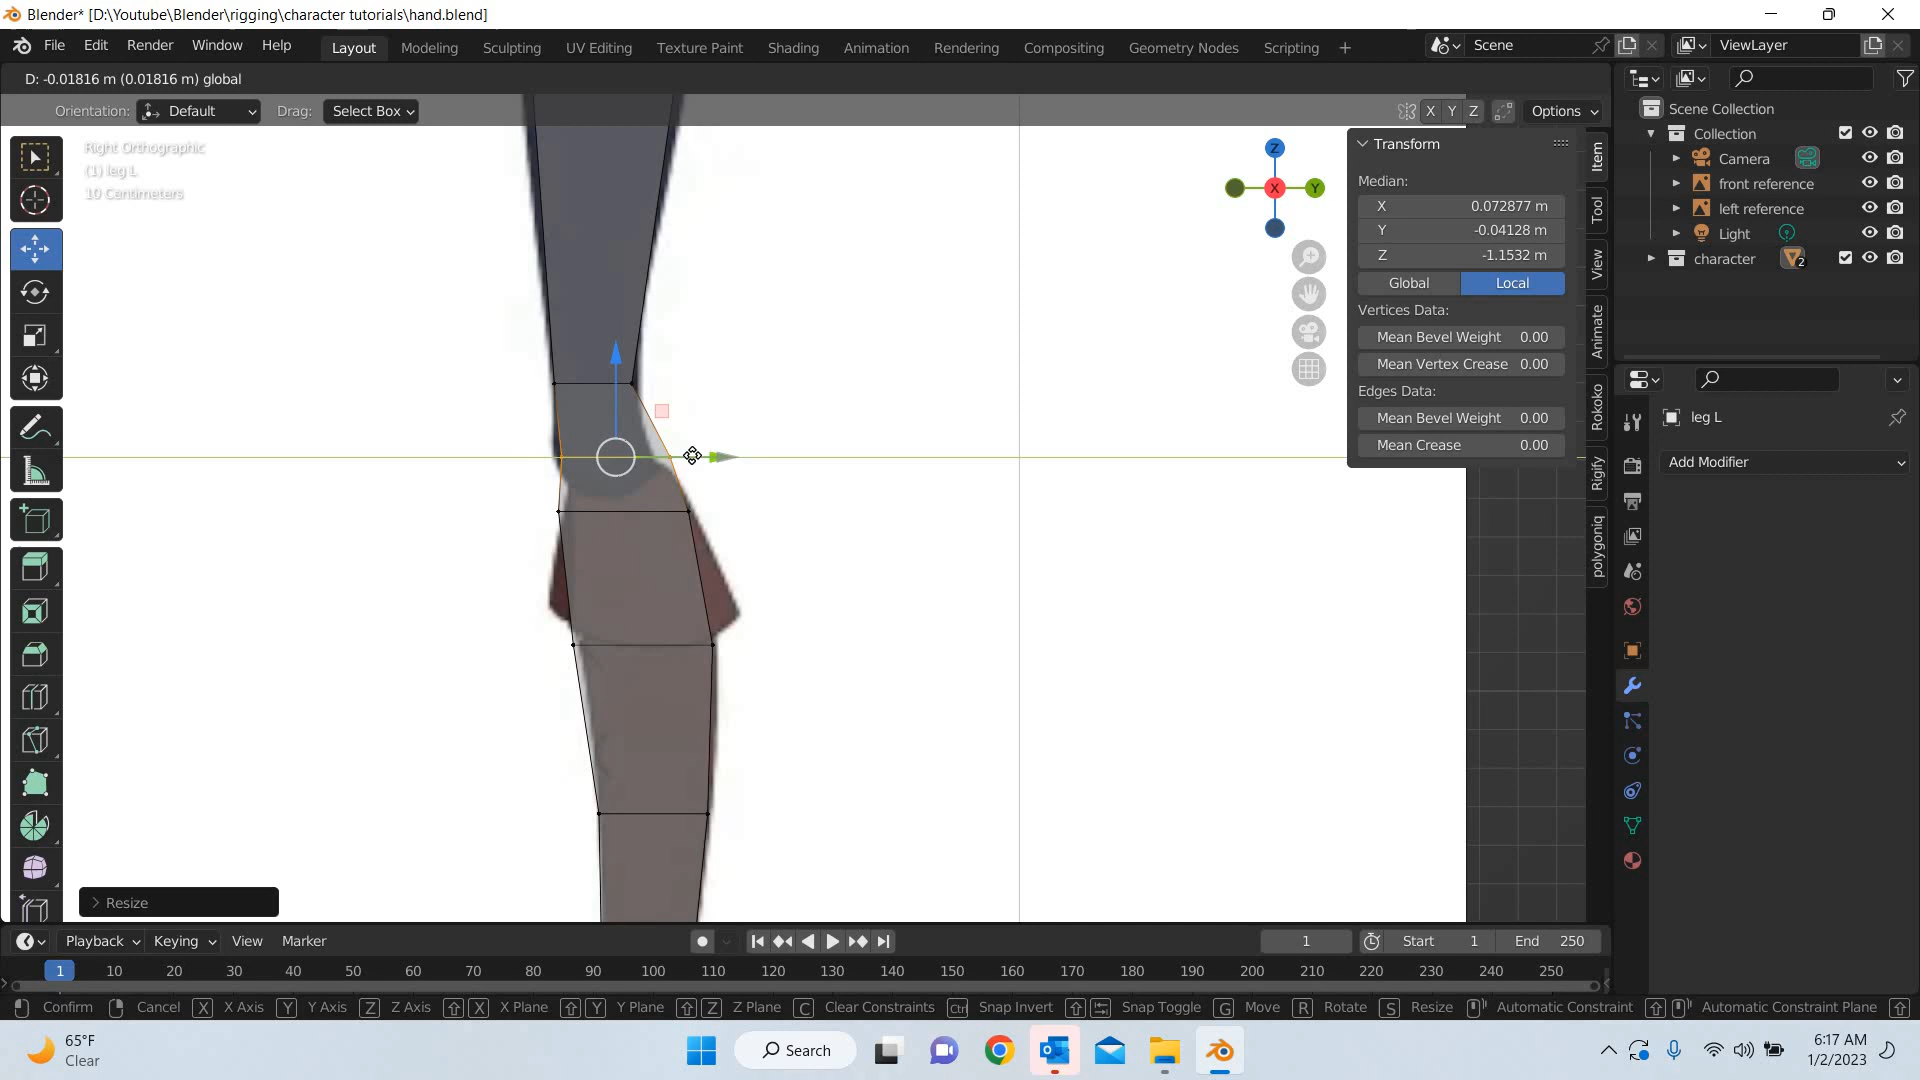 Blender* [D:\Youtube\Blender\rigging\character tutorials\hand.blend]
File Edit Render Window Help Layout Modeling Sculpting UV Editing Texture Paint Shading Animation Rendering Compositing Geometry Nodes Scripting + Scene ViewLayer
D: -0.01816 m (0.01816 m) global
Orientation: Default Drag: Select Box X Y Z Options
Right Orthographic
(1) leg L
10 Centimeters
Z
X Y
Transform
Median:
X 0.072877 m
Y -0.04128 m
Z -1.1532 m
Global Local
Vertices Data:
Mean Bevel Weight 0.00
Mean Vertex Crease 0.00
Edges Data:
Mean Bevel Weight 0.00
Mean Crease 0.00
Item
Tool
View
Animate
Rokoko
Rigify
polygoniq
Scene Collection
Collection
Camera
front reference
left reference
Light
character 2
leg L
Add Modifier
Resize
Playback Keying View Marker 1 Start 1 End 250
1 10 20 30 40 50 60 70 80 90 100 110 120 130 140 150 160 170 180 190 200 210 220 230 240 250
Confirm Cancel X X Axis Y Y Axis Z Z Axis X X Plane Y Y Plane Z Z Plane C Clear Constraints Ctrl Snap Invert Snap Toggle G Move R Rotate S Resize Automatic Constraint Automatic Constraint Plane
65°F
Clear
Search
6:17 AM
1/2/2023